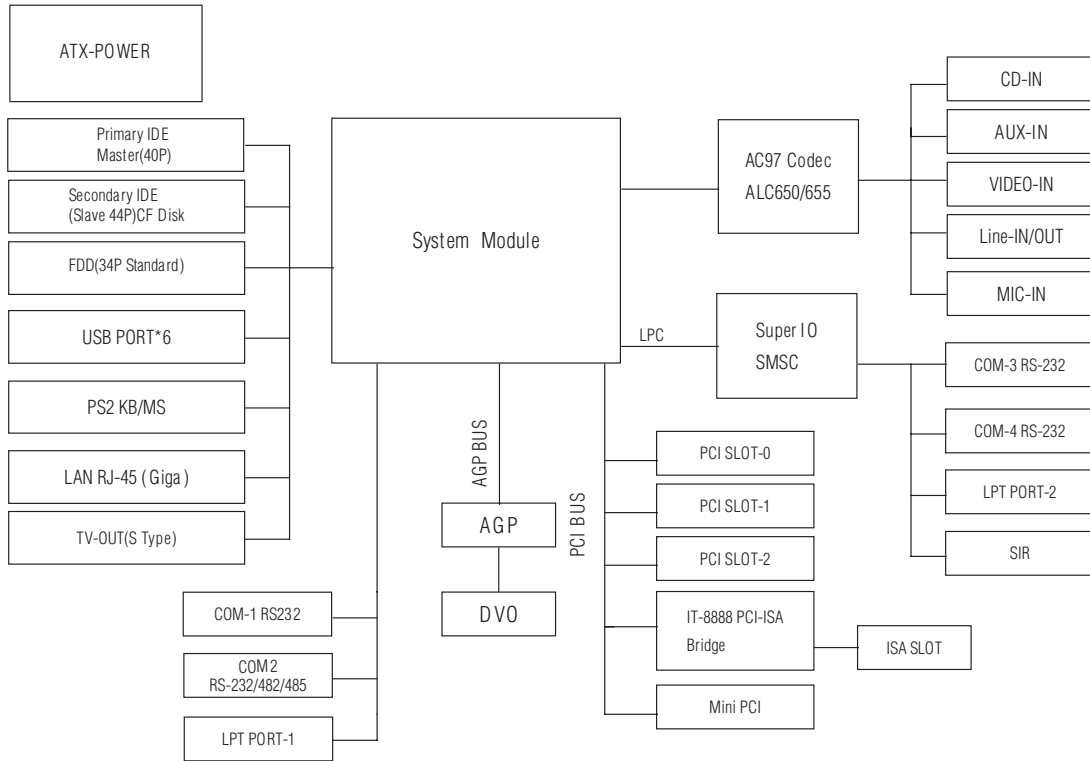 ATX-POWER
Primary IDE
Master(40P)
Secondary IDE
(Slave 44P)CF Disk
FDD(34P Standard)
USB PORT*6
PS2 KB/MS
LAN RJ-45 ( Giga )
TV-OUT(S Type)
COM-1 RS232
COM 2
RS-232/482/485
LPT PORT-1
System Module
AGP BUS
AGP
DVO
PCI BUS
PCI SLOT-0
PCI SLOT-1
PCI SLOT-2
IT-8888 PCI-ISA
Bridge
ISA SLOT
Mini PCI
AC97 Codec
ALC650/655
CD-IN
AUX-IN
VIDEO-IN
Line-IN/OUT
MIC-IN
LPC
Super IO
SMSC
COM-3 RS-232
COM-4 RS-232
LPT PORT-2
SIR